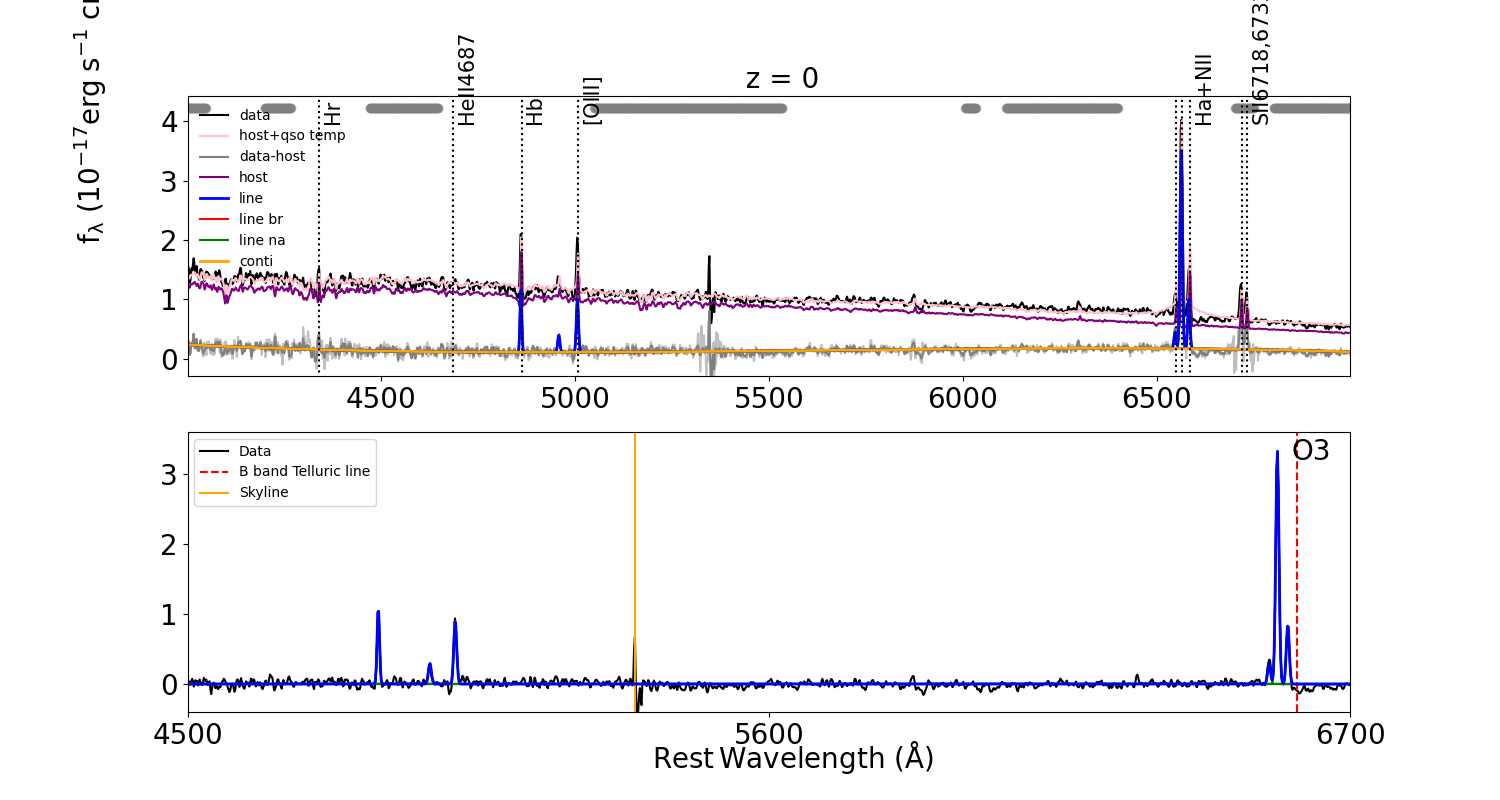 z = 0
Hr
HeII4687
Hb
[OIII]
Ha+NII
fλ (10⁻¹⁷erg s⁻¹
4
3
2
1
0
data
host+qso temp
data-host
host
line
line br
line na
conti
4500 5000 5500 6000 6500
3
2
1
0
Data
B band Telluric line
Skyline
O3
4500 5600 6700
Rest Wavelength (Å)